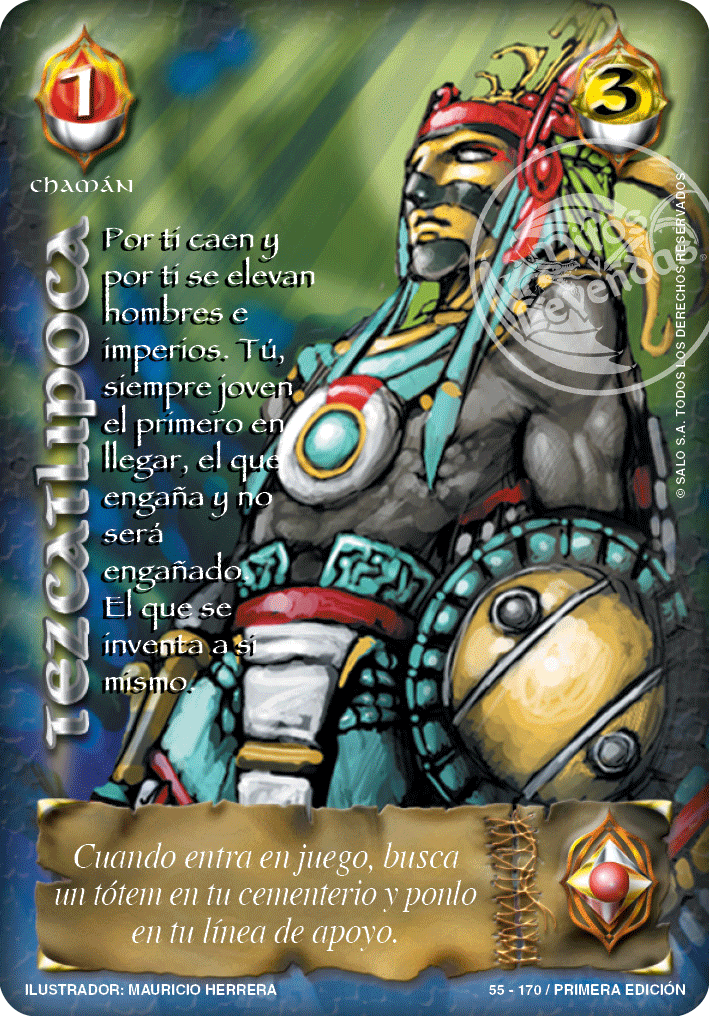 1
3
CHAMÁN
TEZCATLIPOCA
Por ti caen y
por ti se elevan
hombres e
imperios. Tú,
siempre joven
el primero en
llegar, el que
engaña y no
será
engañado.
El que se
inventa a si
mismo.
Mitos y
Leyendas ®
© SALO S.A. TODOS LOS DERECHOS RESERVADOS
Cuando entra en juego, busca
un tótem en tu cementerio y ponlo
en tu línea de apoyo.
ILUSTRADOR: MAURICIO HERRERA
55 - 170 / PRIMERA EDICIÓN